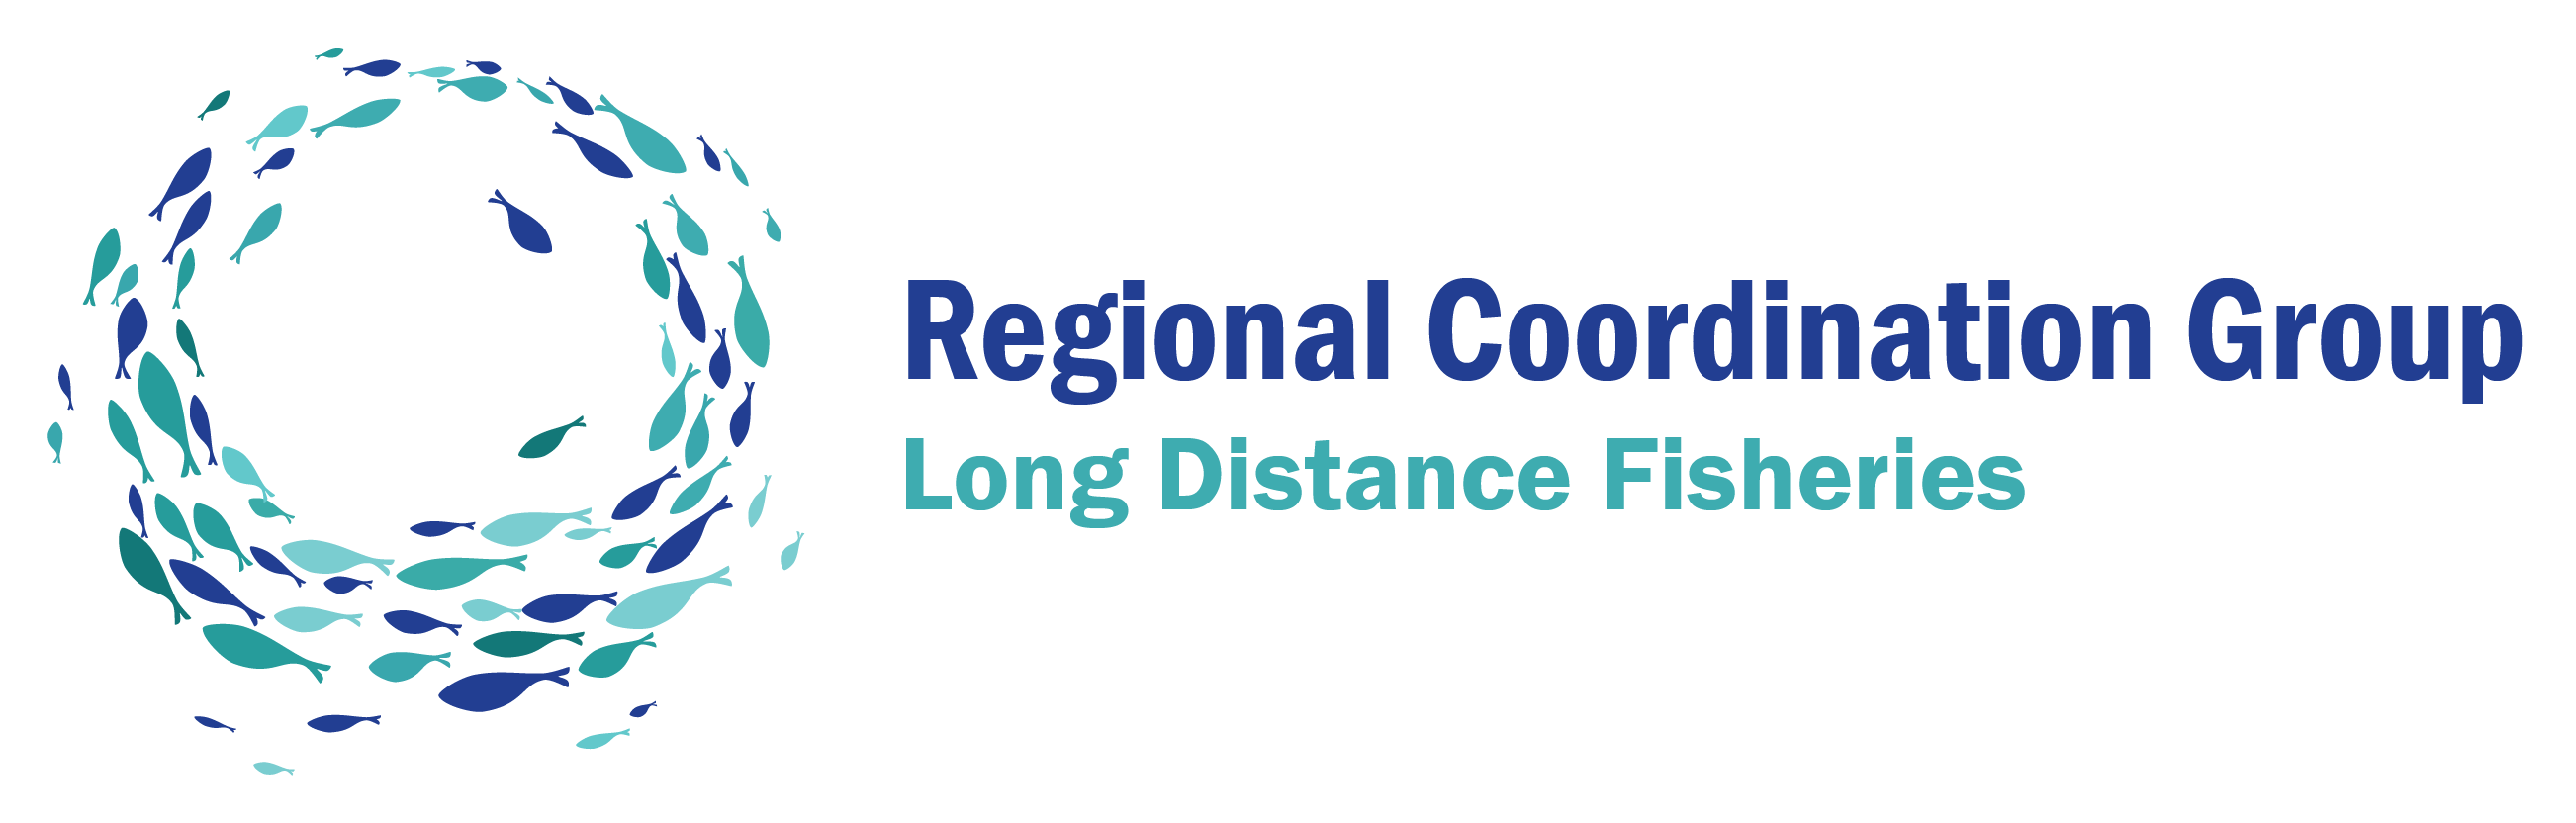 Regional Coordination Group
Long Distance Fisheries